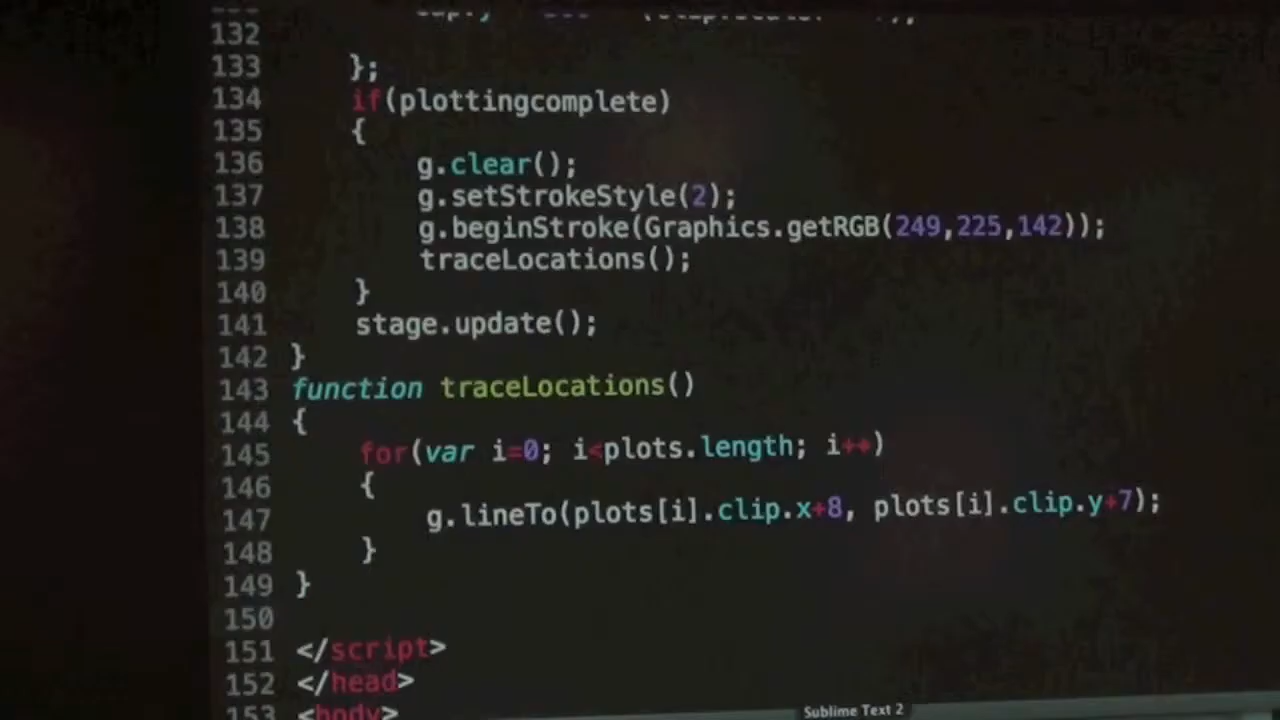 132
133 };
134 if(plottingcomplete)
135 {
136 g.clear();
137 g.setStrokeStyle(2);
138 g.beginStroke(Graphics.getRGB(249,225,142));
139 traceLocations();
140 }
141 stage.update();
142 }
143 function traceLocations()
144 {
145 for(var i=0; i<plots.length; i++)
146 {
147 g.lineTo(plots[i].clip.x+8, plots[i].clip.y+7);
148 }
149 }
150
151 </script>
152 </head>
153 <body>
Sublime Text 2